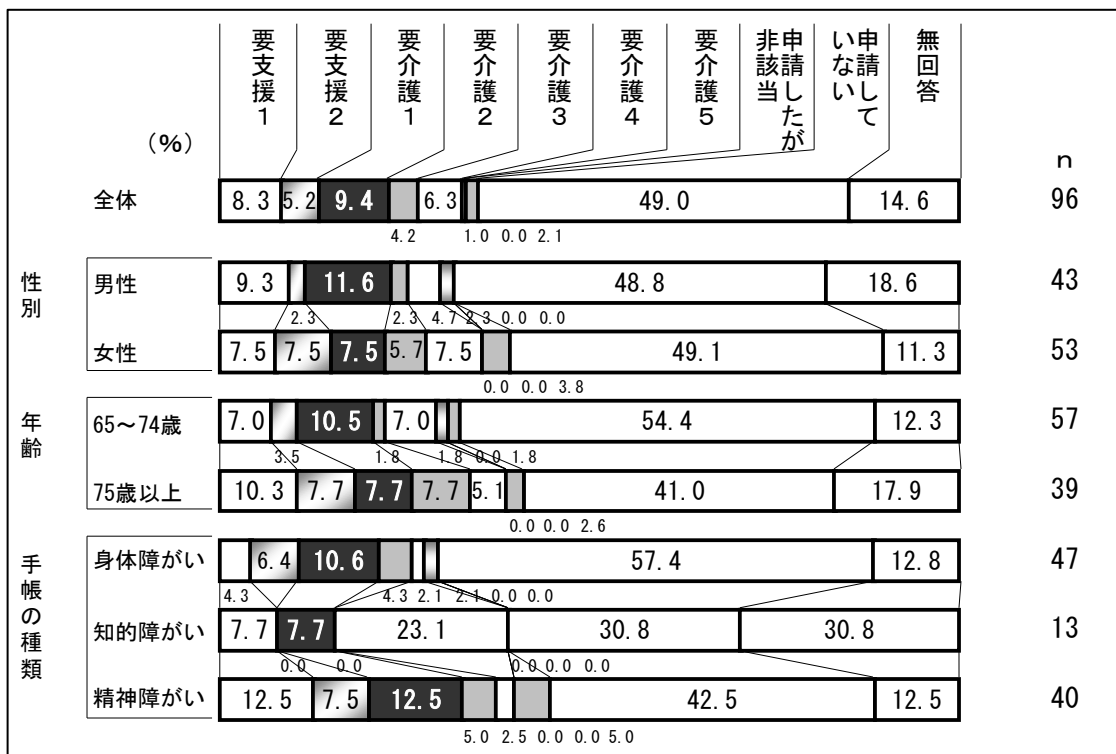 要支援1
要支援2
要介護1
要介護2
要介護3
要介護4
要介護5
申請したが
非該当
申請して
いない
無回答
(%)
n
全体
8.3 5.2 9.4 6.3 49.0 14.6 96
4.2 1.0 0.0 2.1
性別
男性 9.3 11.6 48.8 18.6 43
2.3 2.3 4.7 2.3 0.0 0.0
女性 7.5 7.5 7.5 5.7 7.5 49.1 11.3 53
0.0 0.0 3.8
年齢
65~74歳 7.0 10.5 7.0 54.4 12.3 57
3.5 1.8 1.8 0.0 1.8
75歳以上 10.3 7.7 7.7 7.7 5.1 41.0 17.9 39
0.0 0.0 2.6
手帳の種類
身体障がい 6.4 10.6 57.4 12.8 47
4.3 4.3 2.1 2.1 0.0 0.0
知的障がい 7.7 7.7 23.1 30.8 30.8 13
0.0 0.0 0.0 0.0 0.0
精神障がい 12.5 7.5 12.5 42.5 12.5 40
5.0 2.5 0.0 0.0 5.0